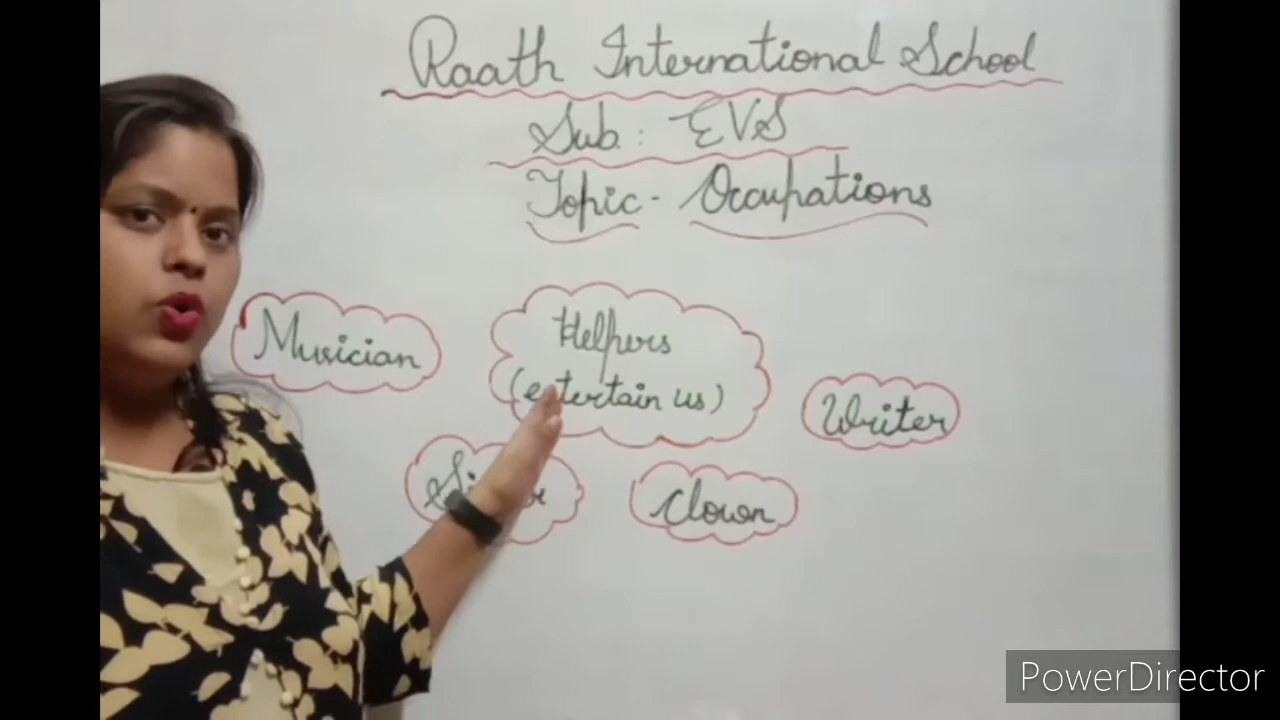 Raath International School
Sub: EVS
Topic - Occupations
Musician
Helpers
(entertain us)
Writer
Clown
PowerDirector